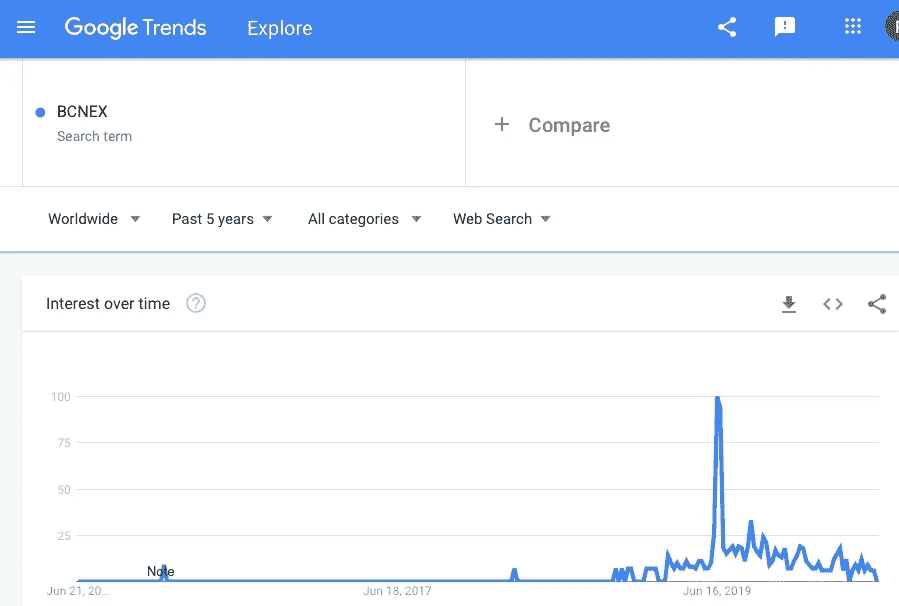 Google Trends Explore
BCNEX
Search term
+ Compare
Worldwide Past 5 years All categories Web Search
Interest over time ?
100
75
50
25
Note
Jun 21, 20... Jun 18, 2017 Jun 16, 2019